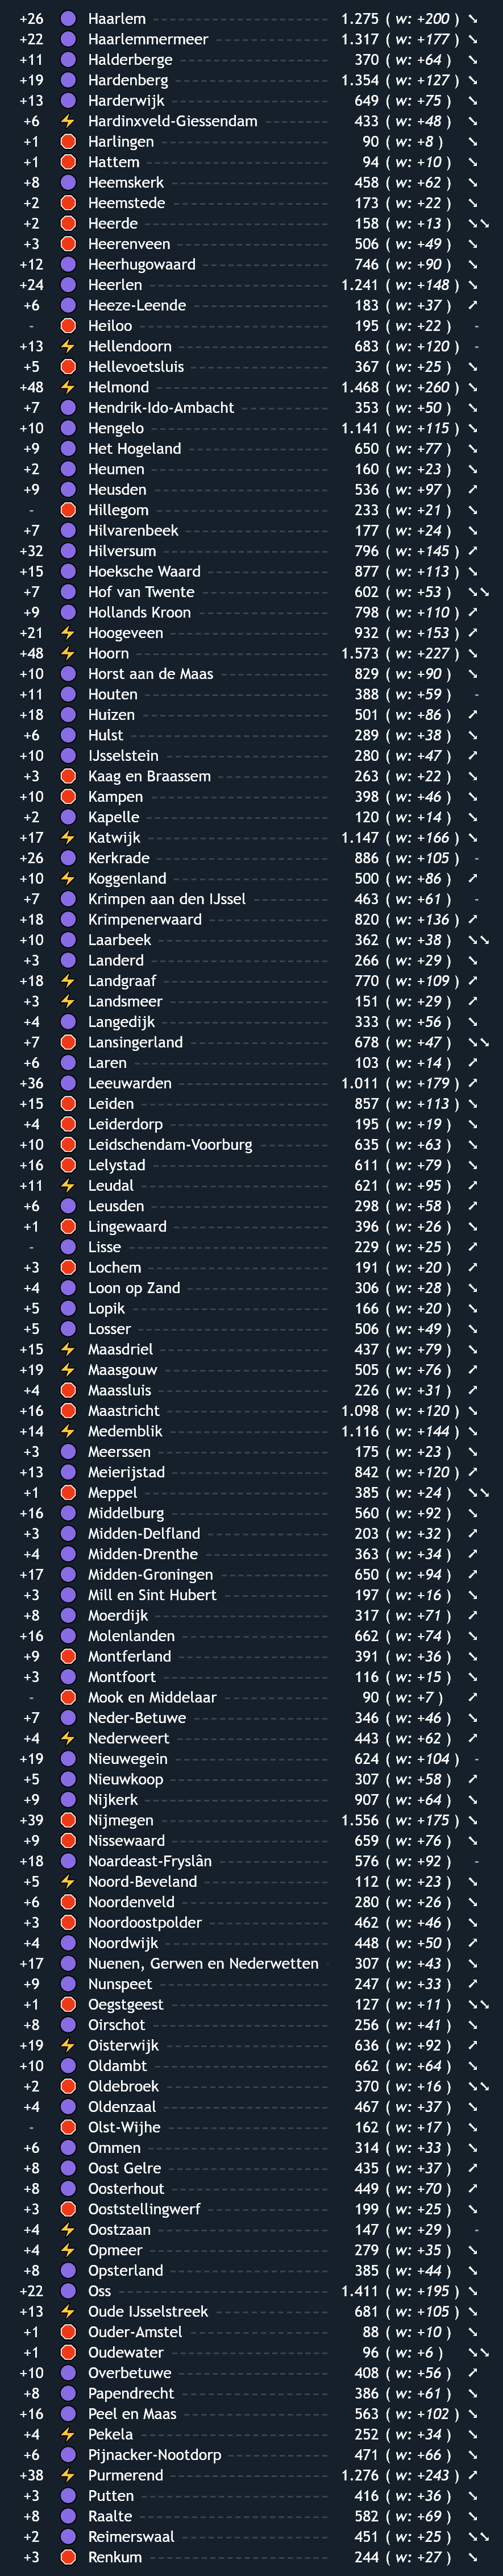 +26 Haarlem 1.275 ( w: +200 ) ➘
+22 Haarlemmermeer 1.317 ( w: +177 ) ➘
+11 Halderberge 370 ( w: +64 ) ➘
+19 Hardenberg 1.354 ( w: +127 ) ➘
+13 Harderwijk 649 ( w: +75 ) ➘
+6 ⚡ Hardinxveld-Giessendam 433 ( w: +48 ) ➘
+1 Harlingen 90 ( w: +8 ) ➘
+1 Hattem 94 ( w: +10 ) ➘
+8 Heemskerk 458 ( w: +62 ) ➘
+2 Heemstede 173 ( w: +22 ) ➘
+2 Heerde 158 ( w: +13 ) ➘➘
+3 Heerenveen 506 ( w: +49 ) ➘
+12 Heerhugowaard 746 ( w: +90 ) ➘
+24 Heerlen 1.241 ( w: +148 ) ➘
+6 Heeze-Leende 183 ( w: +37 ) ➚
- Heiloo 195 ( w: +22 ) -
+13 ⚡ Hellendoorn 683 ( w: +120 ) -
+5 Hellevoetsluis 367 ( w: +25 ) ➘
+48 ⚡ Helmond 1.468 ( w: +260 ) ➘
+7 Hendrik-Ido-Ambacht 353 ( w: +50 ) ➘
+10 Hengelo 1.141 ( w: +115 ) ➘
+9 Het Hogeland 650 ( w: +77 ) ➘
+2 Heumen 160 ( w: +23 ) ➘
+9 Heusden 536 ( w: +97 ) ➚
- Hillegom 233 ( w: +21 ) ➘
+7 Hilvarenbeek 177 ( w: +24 ) ➘
+32 Hilversum 796 ( w: +145 ) ➚
+15 Hoeksche Waard 877 ( w: +113 ) ➘
+7 Hof van Twente 602 ( w: +53 ) ➘➘
+9 Hollands Kroon 798 ( w: +110 ) ➚
+21 ⚡ Hoogeveen 932 ( w: +153 ) ➚
+48 ⚡ Hoorn 1.573 ( w: +227 ) ➘
+10 Horst aan de Maas 829 ( w: +90 ) ➘
+11 Houten 388 ( w: +59 ) -
+18 Huizen 501 ( w: +86 ) ➚
+6 Hulst 289 ( w: +38 ) ➘
+10 IJsselstein 280 ( w: +47 ) ➚
+3 Kaag en Braassem 263 ( w: +22 ) ➘
+10 Kampen 398 ( w: +46 ) ➘
+2 Kapelle 120 ( w: +14 ) ➘
+17 ⚡ Katwijk 1.147 ( w: +166 ) ➘
+26 Kerkrade 886 ( w: +105 ) -
+10 ⚡ Koggenland 500 ( w: +86 ) ➚
+7 Krimpen aan den IJssel 463 ( w: +61 ) -
+18 Krimpenerwaard 820 ( w: +136 ) ➚
+10 Laarbeek 362 ( w: +38 ) ➘➘
+3 Landerd 266 ( w: +29 ) ➘
+18 ⚡ Landgraaf 770 ( w: +109 ) ➚
+3 ⚡ Landsmeer 151 ( w: +29 ) ➚
+4 Langedijk 333 ( w: +56 ) ➘
+7 Lansingerland 678 ( w: +47 ) ➘➘
+6 Laren 103 ( w: +14 ) ➚
+36 Leeuwarden 1.011 ( w: +179 ) ➚
+15 Leiden 857 ( w: +113 ) ➘
+4 Leiderdorp 195 ( w: +19 ) ➘
+10 Leidschendam-Voorburg 635 ( w: +63 ) ➘
+16 Lelystad 611 ( w: +79 ) ➘
+11 ⚡ Leudal 621 ( w: +95 ) ➚
+6 Leusden 298 ( w: +58 ) ➚
+1 Lingewaard 396 ( w: +26 ) ➘
- Lisse 229 ( w: +25 ) ➚
+3 Lochem 191 ( w: +20 ) ➚
+4 Loon op Zand 306 ( w: +28 ) ➘
+5 Lopik 166 ( w: +20 ) ➘
+5 Losser 506 ( w: +49 ) ➘
+15 ⚡ Maasdriel 437 ( w: +79 ) ➚
+19 ⚡ Maasgouw 505 ( w: +76 ) ➚
+4 Maassluis 226 ( w: +31 ) ➚
+16 Maastricht 1.098 ( w: +120 ) ➘
+14 ⚡ Medemblik 1.116 ( w: +144 ) ➘
+3 Meerssen 175 ( w: +23 ) ➘
+13 Meierijstad 842 ( w: +120 ) ➚
+1 Meppel 385 ( w: +24 ) ➘➘
+16 Middelburg 560 ( w: +92 ) ➘
+3 Midden-Delfland 203 ( w: +32 ) ➚
+4 Midden-Drenthe 363 ( w: +34 ) ➚
+17 Midden-Groningen 650 ( w: +94 ) ➚
+3 Mill en Sint Hubert 197 ( w: +16 ) ➘
+8 Moerdijk 317 ( w: +71 ) ➚
+16 Molenlanden 662 ( w: +74 ) ➘
+9 Montferland 391 ( w: +36 ) ➘
+3 Montfoort 116 ( w: +15 ) ➘
- Mook en Middelaar 90 ( w: +7 ) ➚
+7 Neder-Betuwe 346 ( w: +46 ) ➘
+4 ⚡ Nederweert 443 ( w: +62 ) ➚
+19 Nieuwegein 624 ( w: +104 ) -
+5 Nieuwkoop 307 ( w: +58 ) ➚
+9 Nijkerk 907 ( w: +64 ) ➘
+39 Nijmegen 1.556 ( w: +175 ) ➘
+9 Nissewaard 659 ( w: +76 ) ➘
+18 Noardeast-Fryslân 576 ( w: +92 ) -
+5 ⚡ Noord-Beveland 112 ( w: +23 ) ➘
+6 Noordenveld 280 ( w: +26 ) ➘
+3 Noordoostpolder 462 ( w: +46 ) ➘
+4 Noordwijk 448 ( w: +50 ) ➚
+17 Nuenen, Gerwen en Nederwetten 307 ( w: +43 ) ➘
+9 Nunspeet 247 ( w: +33 ) ➚
+1 Oegstgeest 127 ( w: +11 ) ➘➘
+8 Oirschot 256 ( w: +41 ) ➘
+19 ⚡ Oisterwijk 636 ( w: +92 ) ➚
+10 Oldambt 662 ( w: +64 ) ➘
+2 Oldebroek 370 ( w: +16 ) ➘➘
+4 Oldenzaal 467 ( w: +37 ) ➘
- Olst-Wijhe 162 ( w: +17 ) ➘
+6 Ommen 314 ( w: +33 ) ➘
+8 Oost Gelre 435 ( w: +37 ) ➚
+8 Oosterhout 449 ( w: +70 ) ➚
+3 Ooststellingwerf 199 ( w: +25 ) ➘
+4 ⚡ Oostzaan 147 ( w: +29 ) -
+4 ⚡ Opmeer 279 ( w: +35 ) ➘
+8 Opsterland 385 ( w: +44 ) ➘
+22 Oss 1.411 ( w: +195 ) ➘
+13 ⚡ Oude IJsselstreek 681 ( w: +105 ) ➘
+1 Ouder-Amstel 88 ( w: +10 ) ➘
+1 Oudewater 96 ( w: +6 ) ➘➘
+10 Overbetuwe 408 ( w: +56 ) ➚
+8 Papendrecht 386 ( w: +61 ) ➘
+16 Peel en Maas 563 ( w: +102 ) ➘
+4 ⚡ Pekela 252 ( w: +34 ) ➘
+6 Pijnacker-Nootdorp 471 ( w: +66 ) ➘
+38 ⚡ Purmerend 1.276 ( w: +243 ) ➚
+3 Putten 416 ( w: +36 ) ➘
+8 Raalte 582 ( w: +69 ) ➘
+2 Reimerswaal 451 ( w: +25 ) ➘➘
+3 Renkum 244 ( w: +27 ) ➘